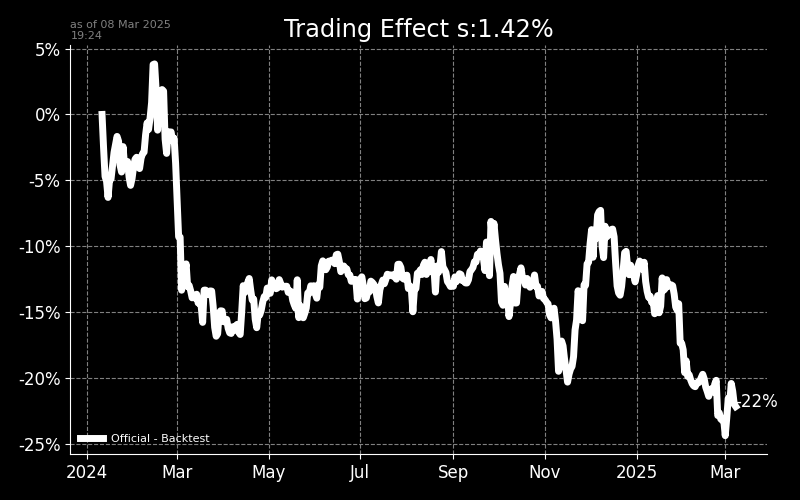 as of 08 Mar 2025
19:24
Trading Effect s:1.42%
5%
0%
-5%
-10%
-15%
-20%
-25%
-22%
Official - Backtest
2024 Mar May Jul Sep Nov 2025 Mar